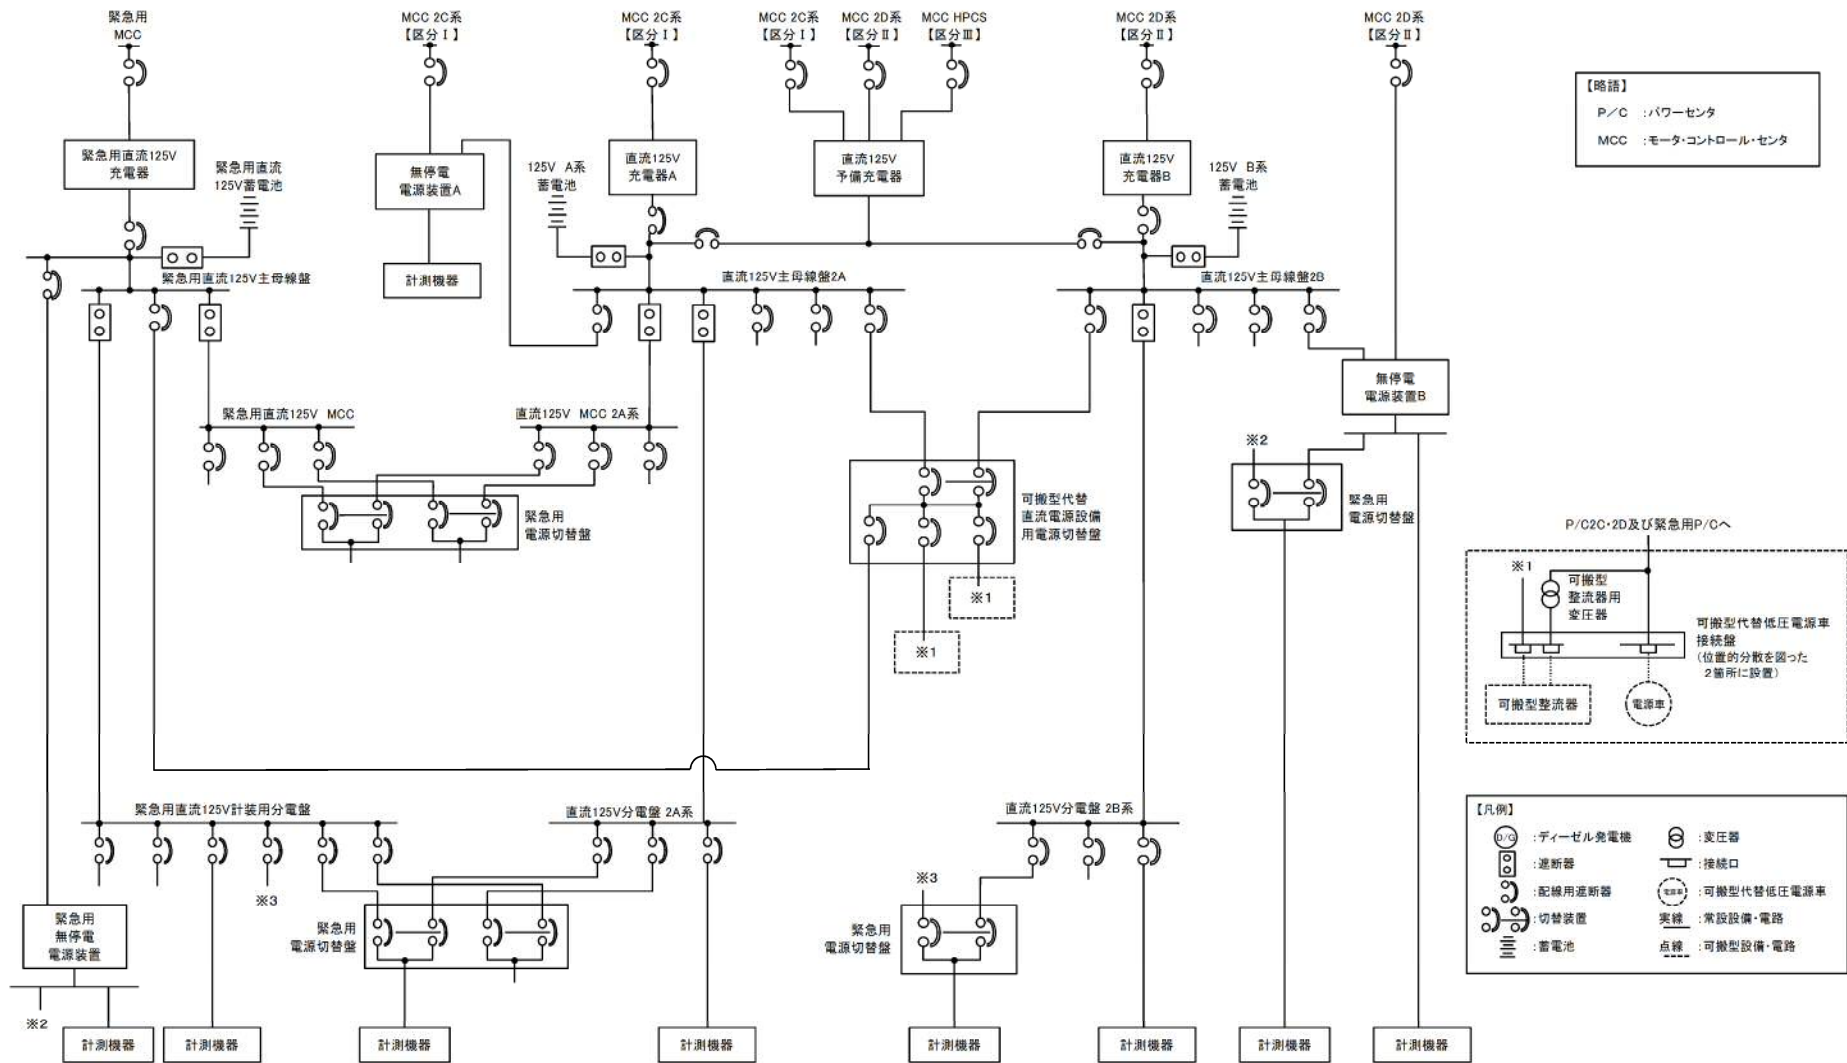 緊急用
MCC
MCC 2C系
【区分Ⅰ】
MCC 2C系
【区分Ⅰ】
MCC 2C系
【区分Ⅰ】
MCC 2D系
【区分Ⅱ】
MCC HPCS
【区分Ⅲ】
MCC 2D系
【区分Ⅱ】
MCC 2D系
【区分Ⅱ】
【略語】
P/C :パワーセンタ
MCC :モータ・コントロール・センタ
緊急用直流125V
充電器
緊急用直流
125V蓄電池
無停電
電源装置A
125V A系
蓄電池
直流125V
充電器A
直流125V
予備充電器
直流125V
充電器B
125V B系
蓄電池
計測機器
緊急用直流125V主母線盤
直流125V主母線盤2A
直流125V主母線盤2B
無停電
電源装置B
緊急用直流125V MCC
直流125V MCC 2A系
※2
緊急用
電源切替盤
緊急用
電源切替盤
可搬型代替
直流電源設備
用電源切替盤
※1
※1
P/C2C・2D及び緊急用P/Cへ
※1
可搬型
整流器用
変圧器
可搬型代替低圧電源車
接続盤
(位置的分散を図った
2箇所に設置)
可搬型整流器
電源車
緊急用直流125V計装用分電盤
直流125V分電盤 2A系
直流125V分電盤 2B系
※3
※3
緊急用
電源切替盤
緊急用
電源切替盤
緊急用
無停電
電源装置
※2
計測機器
計測機器
計測機器
計測機器
計測機器
計測機器
計測機器
計測機器
【凡例】
D/G :ディーゼル発電機
:遮断器
:配線用遮断器
:切替装置
:蓄電池
:変圧器
:接続口
電源車 :可搬型代替低圧電源車
実線 :常設設備・電路
点線 :可搬型設備・電路